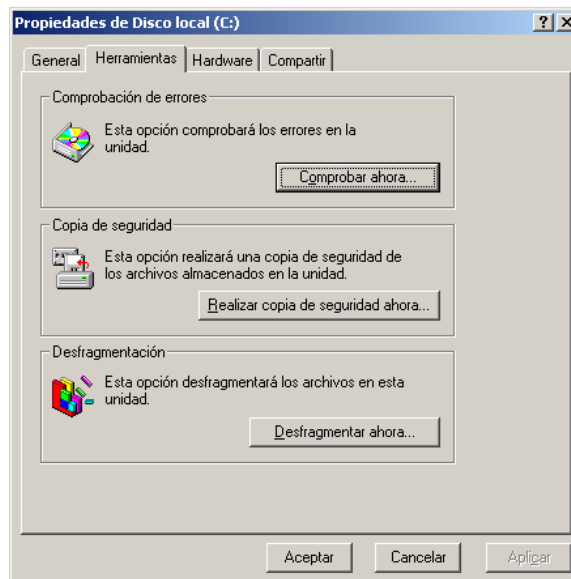 Propiedades de Disco local (C:)
General Herramientas Hardware Compartir
Comprobación de errores
Esta opción comprobará los errores en la
unidad.
Comprobar ahora...
Copia de seguridad
Esta opción realizará una copia de seguridad de
los archivos almacenados en la unidad.
Realizar copia de seguridad ahora...
Desfragmentación
Esta opción desfragmentará los archivos en esta
unidad.
Desfragmentar ahora...
Aceptar Cancelar Aplicar